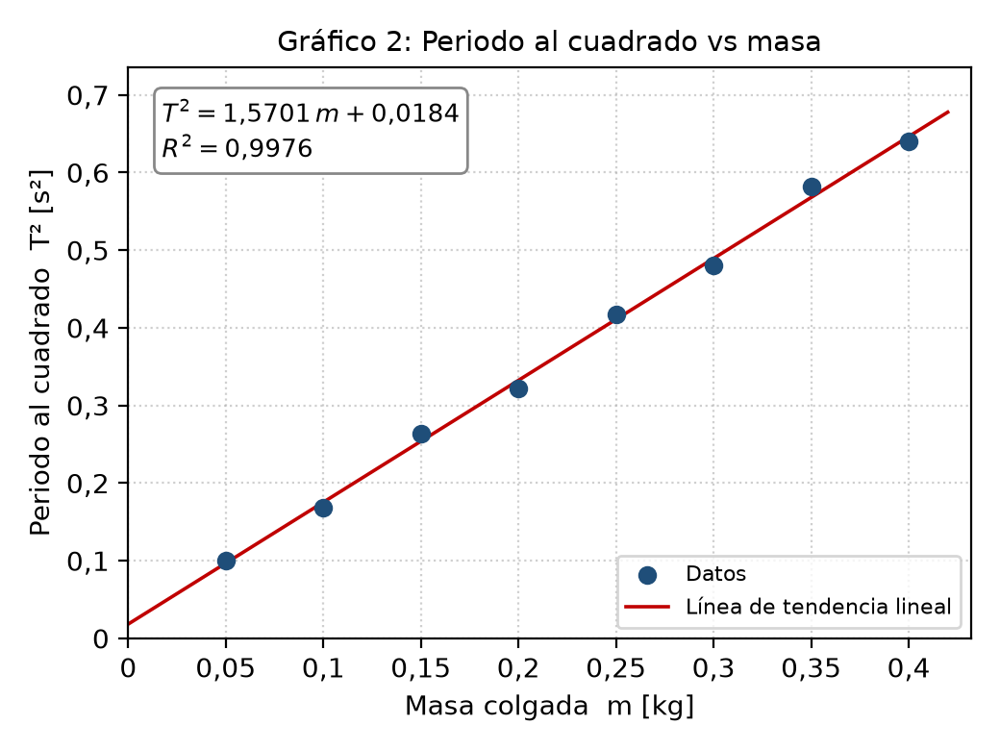 Gráfico 2: Periodo al cuadrado vs masa
T² = 1,5701 m + 0,0184
R² = 0,9976
Periodo al cuadrado T² [s²]
0,7
0,6
0,5
0,4
0,3
0,2
0,1
0
Datos
Línea de tendencia lineal
0 0,05 0,1 0,15 0,2 0,25 0,3 0,35 0,4
Masa colgada m [kg]